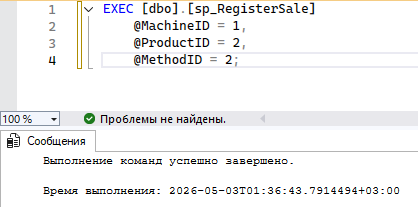 1 EXEC [dbo].[sp_RegisterSale]
2 @MachineID = 1,
3 @ProductID = 2,
4 @MethodID = 2;
100 % Проблемы не найдены.
Сообщения
Выполнение команд успешно завершено.
Время выполнения: 2026-05-03T01:36:43.7914494+03:00